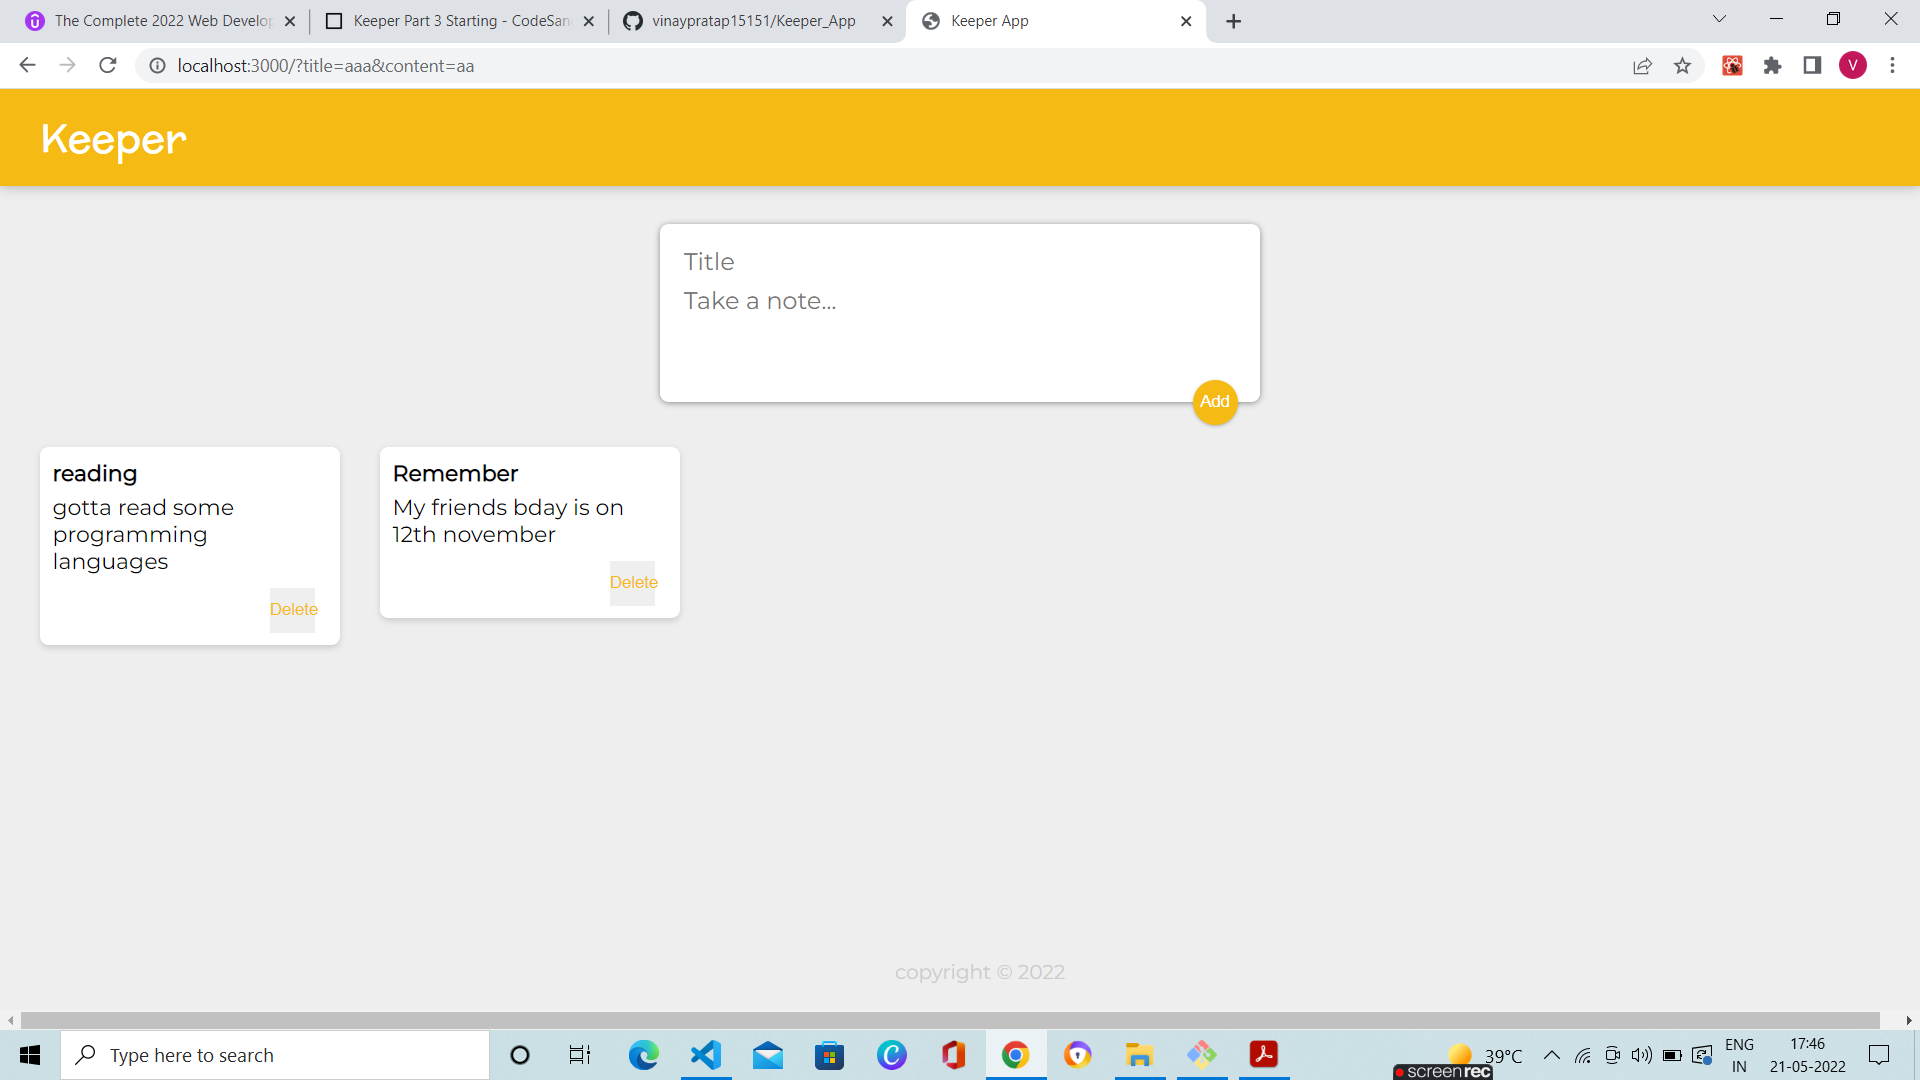 The Complete 2022 Web Develop
Keeper Part 3 Starting - CodeSan
vinaypratap15151/Keeper_App
Keeper App
localhost:3000/?title=aaa&content=aa
V
Keeper
Title
Take a note...
Add
reading
gotta read some
programming
languages
Delete
Remember
My friends bday is on
12th november
Delete
copyright © 2022
Type here to search
39°C
ENG
IN
17:46
21-05-2022
screenrec